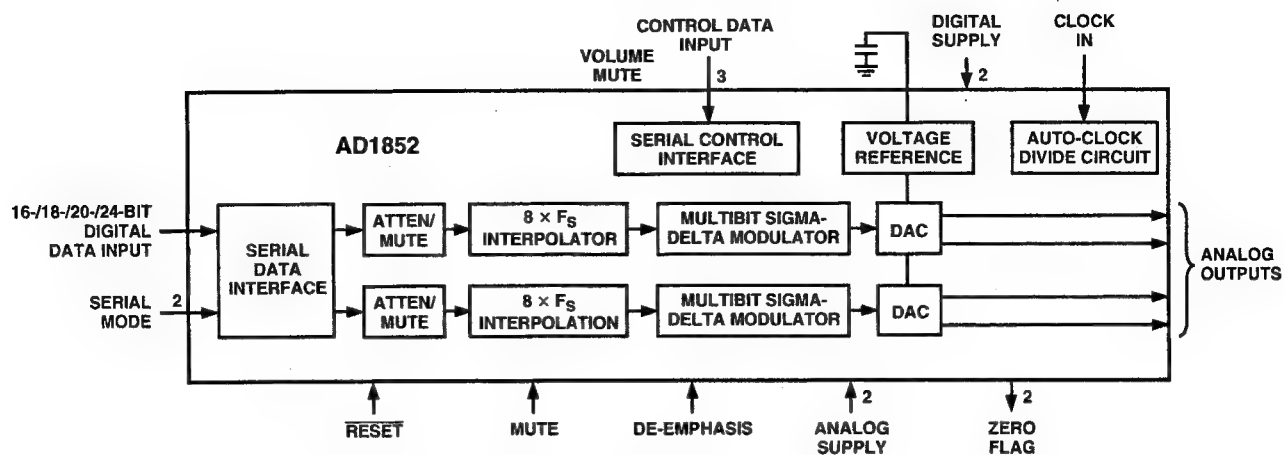 CONTROL DATA
INPUT
VOLUME
MUTE
3
DIGITAL
SUPPLY
2
CLOCK
IN
AD1852
SERIAL CONTROL
INTERFACE
VOLTAGE
REFERENCE
AUTO-CLOCK
DIVIDE CIRCUIT
16-/18-/20-/24-BIT
DIGITAL
DATA INPUT
SERIAL
MODE
2
SERIAL
DATA
INTERFACE
ATTEN/
MUTE
8 × FS
INTERPOLATOR
MULTIBIT SIGMA-
DELTA MODULATOR
DAC
ATTEN/
MUTE
8 × FS
INTERPOLATION
MULTIBIT SIGMA-
DELTA MODULATOR
DAC
ANALOG
OUTPUTS
RESET
MUTE
DE-EMPHASIS
2
ANALOG
SUPPLY
2
ZERO
FLAG